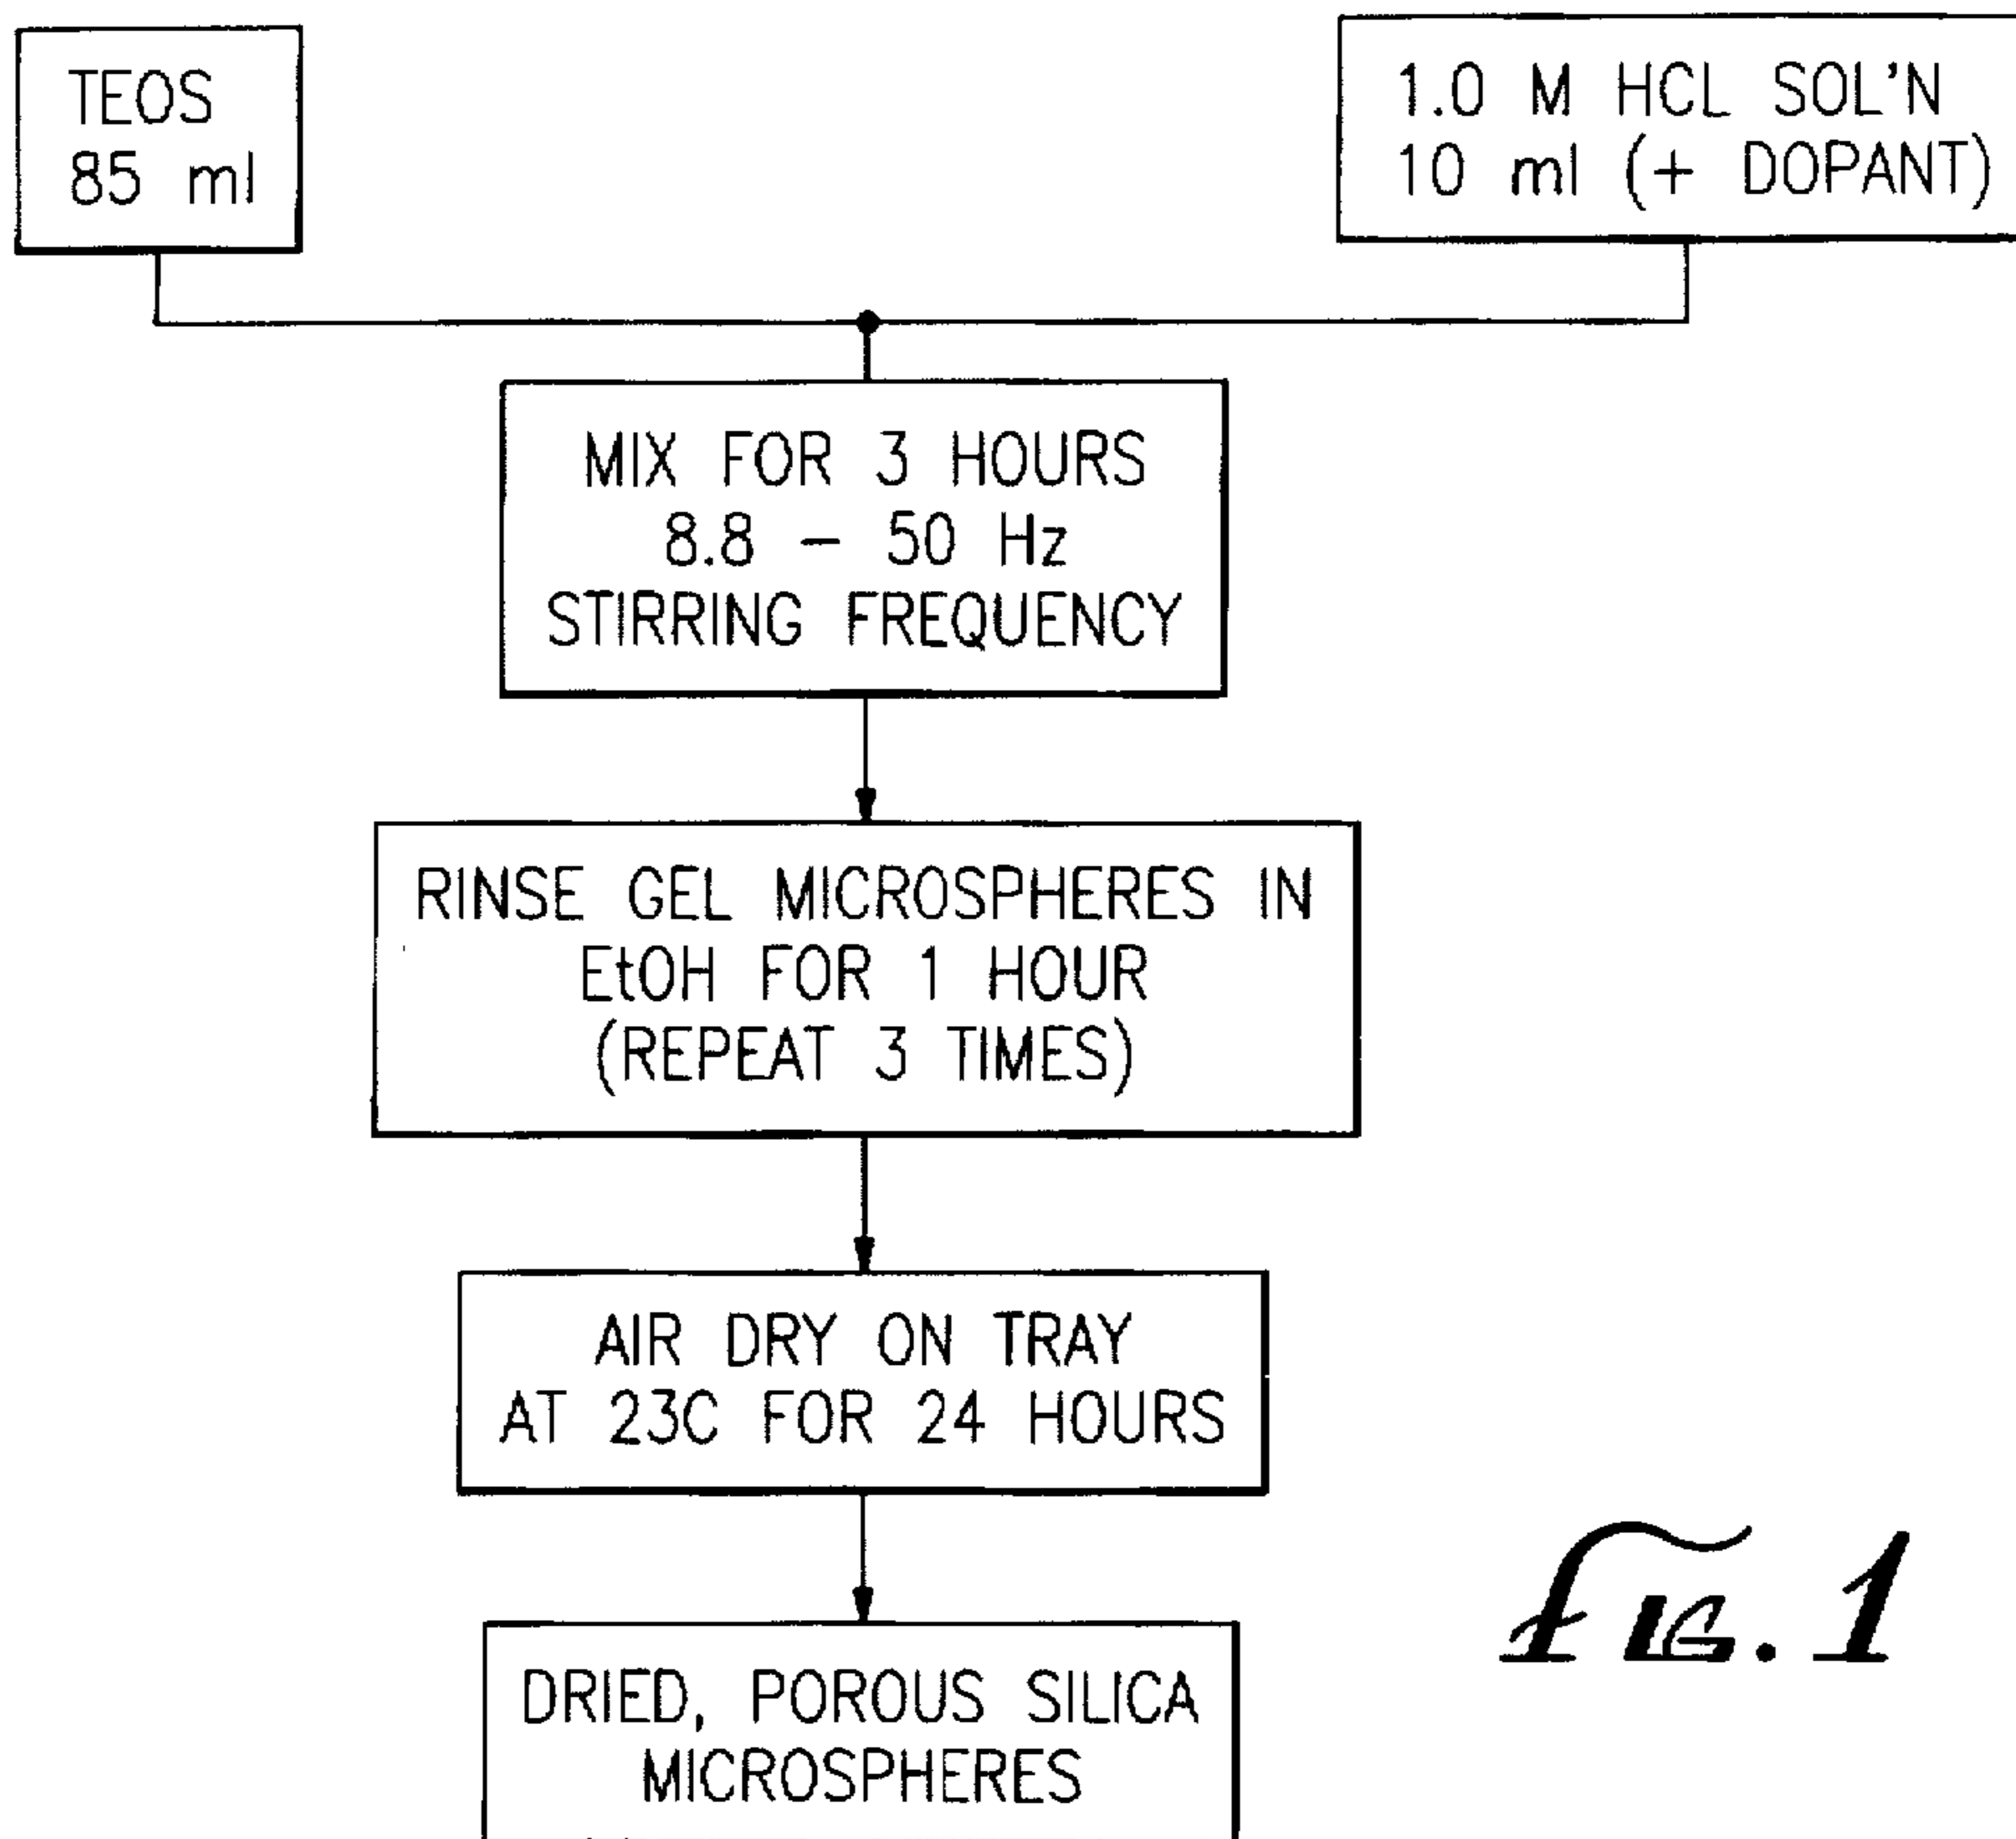 TEOS
85 ml
1.0 M HCL SOL'N
10 ml (+ DOPANT)
MIX FOR 3 HOURS
8.8 – 50 Hz
STIRRING FREQUENCY
RINSE GEL MICROSPHERES IN
EtOH FOR 1 HOUR
(REPEAT 3 TIMES)
AIR DRY ON TRAY
AT 23C FOR 24 HOURS
DRIED, POROUS SILICA
MICROSPHERES
FIG. 1